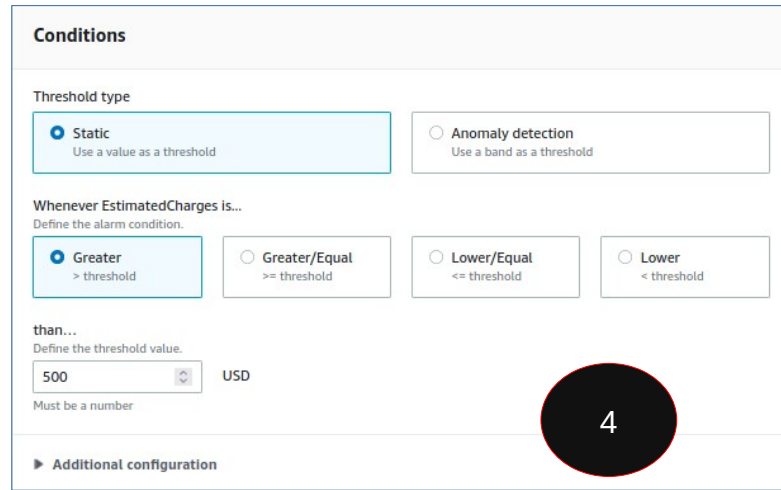 Conditions
Threshold type
Static
Use a value as a threshold
Anomaly detection
Use a band as a threshold
Whenever EstimatedCharges is...
Define the alarm condition.
Greater
> threshold
Greater/Equal
>= threshold
Lower/Equal
<= threshold
Lower
< threshold
than...
Define the threshold value.
500
USD
Must be a number
4
Additional configuration